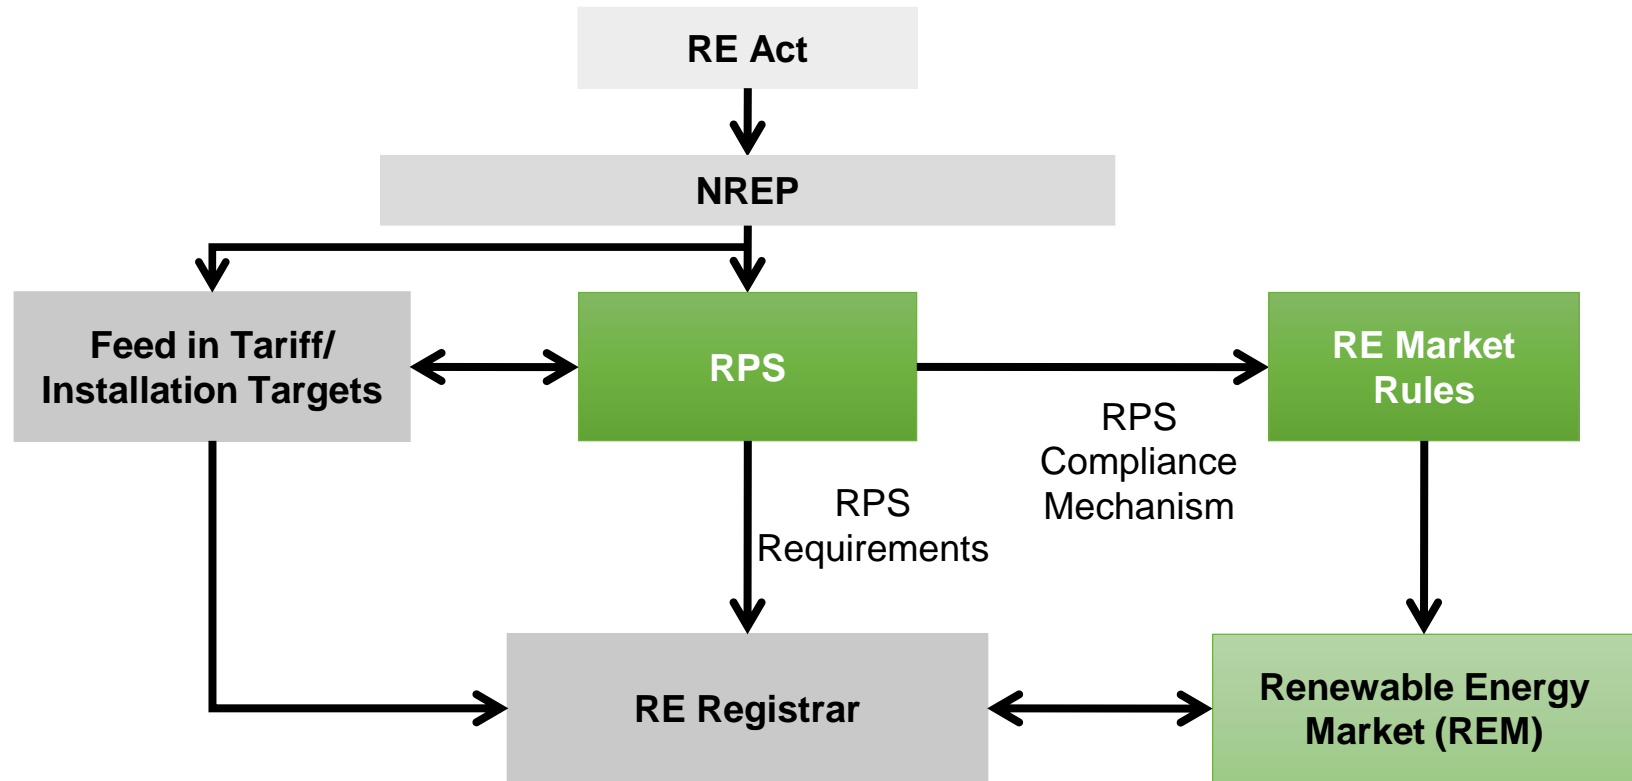 RE Act
NREP
Feed in Tariff/
Installation Targets
RPS
RE Market
Rules
RPS
Compliance
Mechanism
RPS
Requirements
RE Registrar
Renewable Energy
Market (REM)